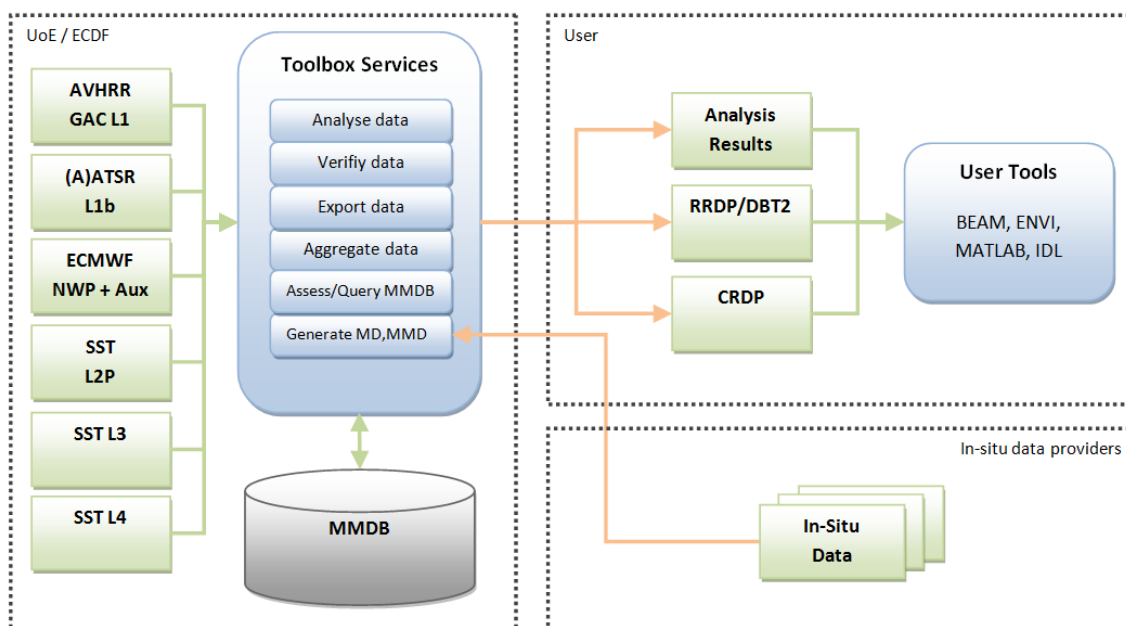 UoE / ECDF
AVHRR
GAC L1
(A)ATSR
L1b
ECMWF
NWP + Aux
SST
L2P
SST L3
SST L4
Toolbox Services
Analyse data
Verifiy data
Export data
Aggregate data
Assess/Query MMDB
Generate MD,MMD
MMDB
User
Analysis
Results
RRDP/DBT2
CRDP
User Tools
BEAM, ENVI,
MATLAB, IDL
In-situ data providers
In-Situ
Data